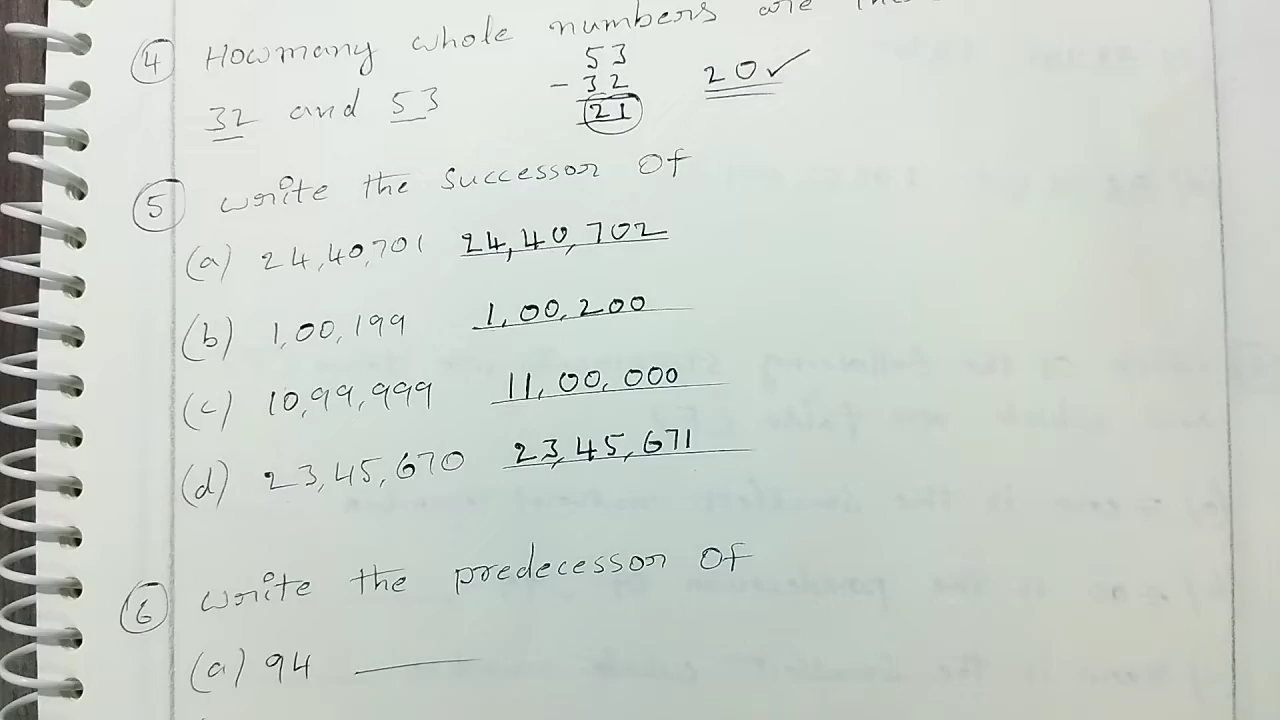 ④ Howmany whole numbers are
53
- 32
21
20✓
32 and 53
⑤ write the successor of
(a) 24,40,701 24,40,702
(b) 1,00,199 1,00,200
(c) 10,99,999 11,00,000
(d) 23,45,670 23,45,671
⑥ write the predecessor of
(a) 94